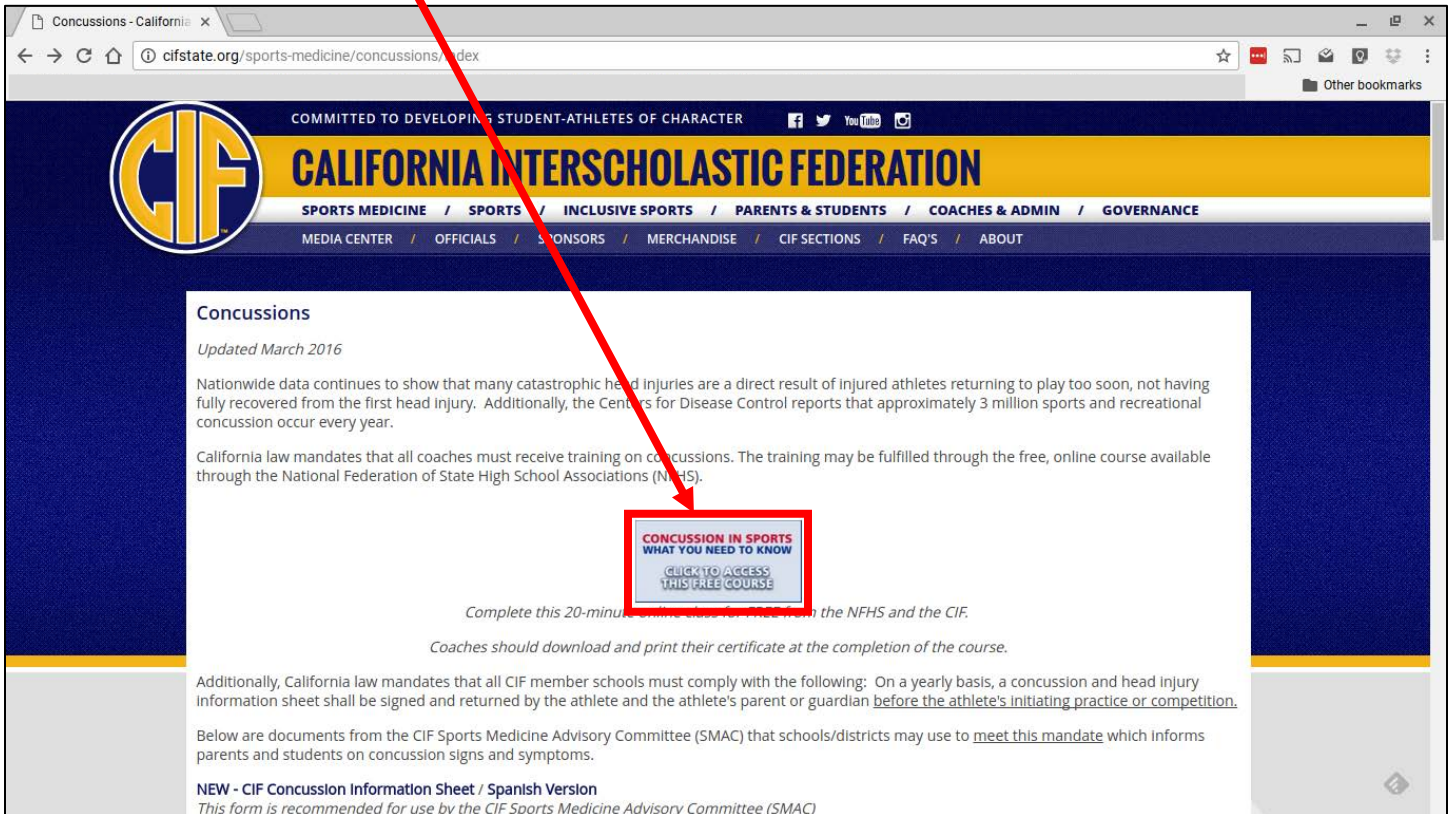 Concussions - California
cifstate.org/sports-medicine/concussions/index
Other bookmarks
COMMITTED TO DEVELOPING STUDENT-ATHLETES OF CHARACTER
You Tube
CIF
CALIFORNIA INTERSCHOLASTIC FEDERATION
SPORTS MEDICINE / SPORTS / INCLUSIVE SPORTS / PARENTS & STUDENTS / COACHES & ADMIN / GOVERNANCE
MEDIA CENTER / OFFICIALS / SPONSORS / MERCHANDISE / CIF SECTIONS / FAQ'S / ABOUT
Concussions
Updated March 2016
Nationwide data continues to show that many catastrophic head injuries are a direct result of injured athletes returning to play too soon, not having
fully recovered from the first head injury. Additionally, the Centers for Disease Control reports that approximately 3 million sports and recreational
concussion occur every year.
California law mandates that all coaches must receive training on concussions. The training may be fulfilled through the free, online course available
through the National Federation of State High School Associations (NFHS).
CONCUSSION IN SPORTS
WHAT YOU NEED TO KNOW
CLICK TO ACCESS
THIS FREE COURSE
Complete this 20-minute online class for FREE from the NFHS and the CIF.
Coaches should download and print their certificate at the completion of the course.
Additionally, California law mandates that all CIF member schools must comply with the following: On a yearly basis, a concussion and head injury
information sheet shall be signed and returned by the athlete and the athlete's parent or guardian before the athlete's initiating practice or competition.
Below are documents from the CIF Sports Medicine Advisory Committee (SMAC) that schools/districts may use to meet this mandate which informs
parents and students on concussion signs and symptoms.
NEW - CIF Concussion Information Sheet / Spanish Version
This form is recommended for use by the CIF Sports Medicine Advisory Committee (SMAC)